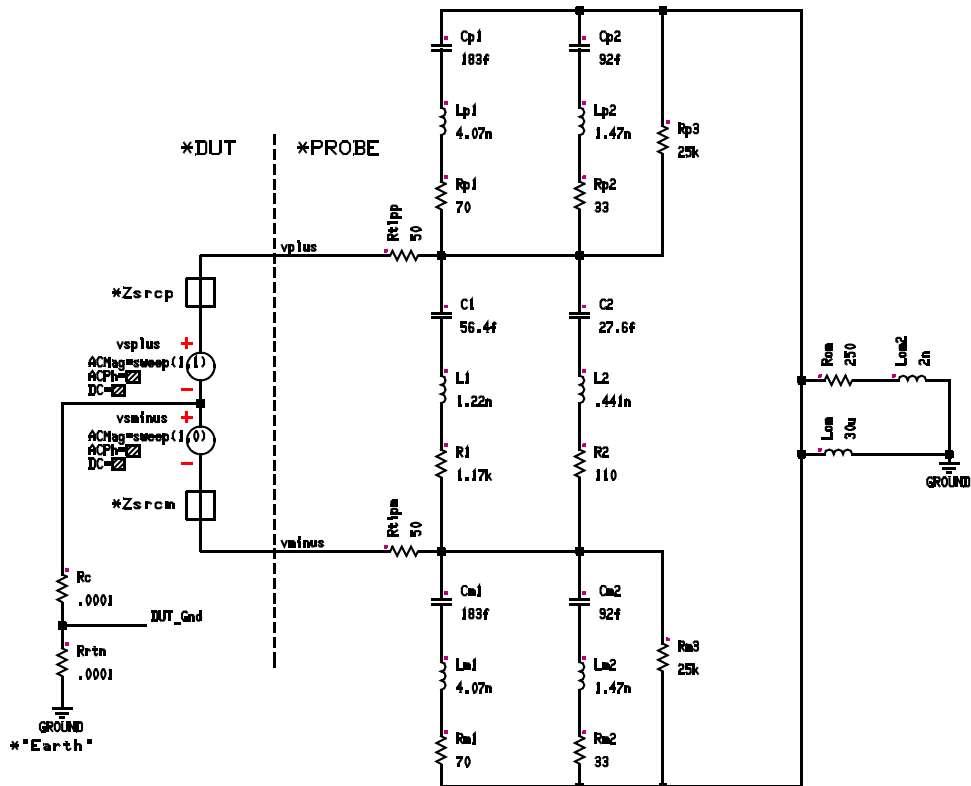 Cp1
183f
Cp2
92f
Lp1
4.07n
Lp2
1.47n
Rp3
25k
*DUT
*PROBE
Rp1
70
Rp2
33
Rtipp
50
vplus
*Zsrcp
C1
56.4f
C2
27.6f
vsplus
+
ACMag=sweep(1,1)
ACPh=
DC=
-
L1
1.22n
L2
.441n
Rom
250
Lom2
2n
vsminus
+
ACMag=sweep(1,0)
ACPh=
DC=
-
R1
1.17k
R2
110
Lom
30u
GROUND
*Zsrcm
Rtipm
50
vminus
Rc
.0001
Cm1
183f
Cm2
92f
DUT_Gnd
Rrtn
.0001
Lm1
4.07n
Lm2
1.47n
Rm3
25k
GROUND
*"Earth"
Rm1
70
Rm2
33